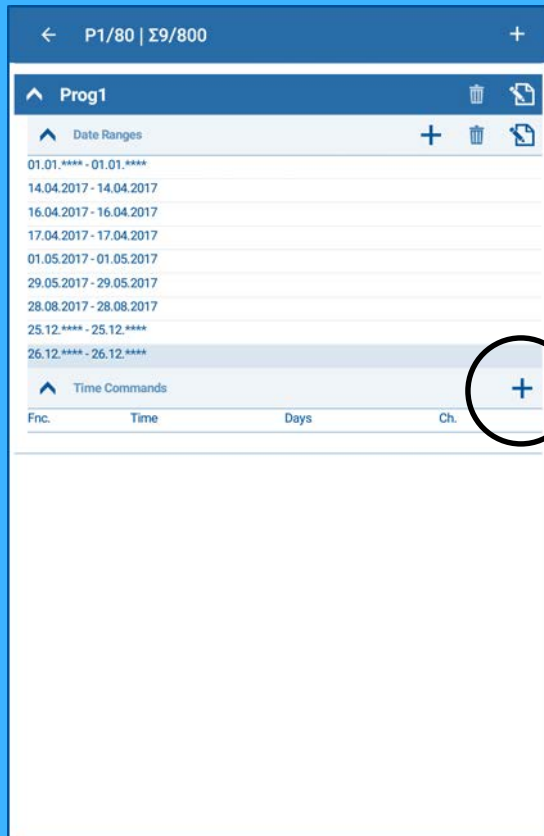 P1/80 | Σ9/800
Prog1
Date Ranges
01.01.**** - 01.01.****
14.04.2017 - 14.04.2017
16.04.2017 - 16.04.2017
17.04.2017 - 17.04.2017
01.05.2017 - 01.05.2017
29.05.2017 - 29.05.2017
28.08.2017 - 28.08.2017
25.12.**** - 25.12.****
26.12.**** - 26.12.****
Time Commands
Fnc. Time Days Ch.